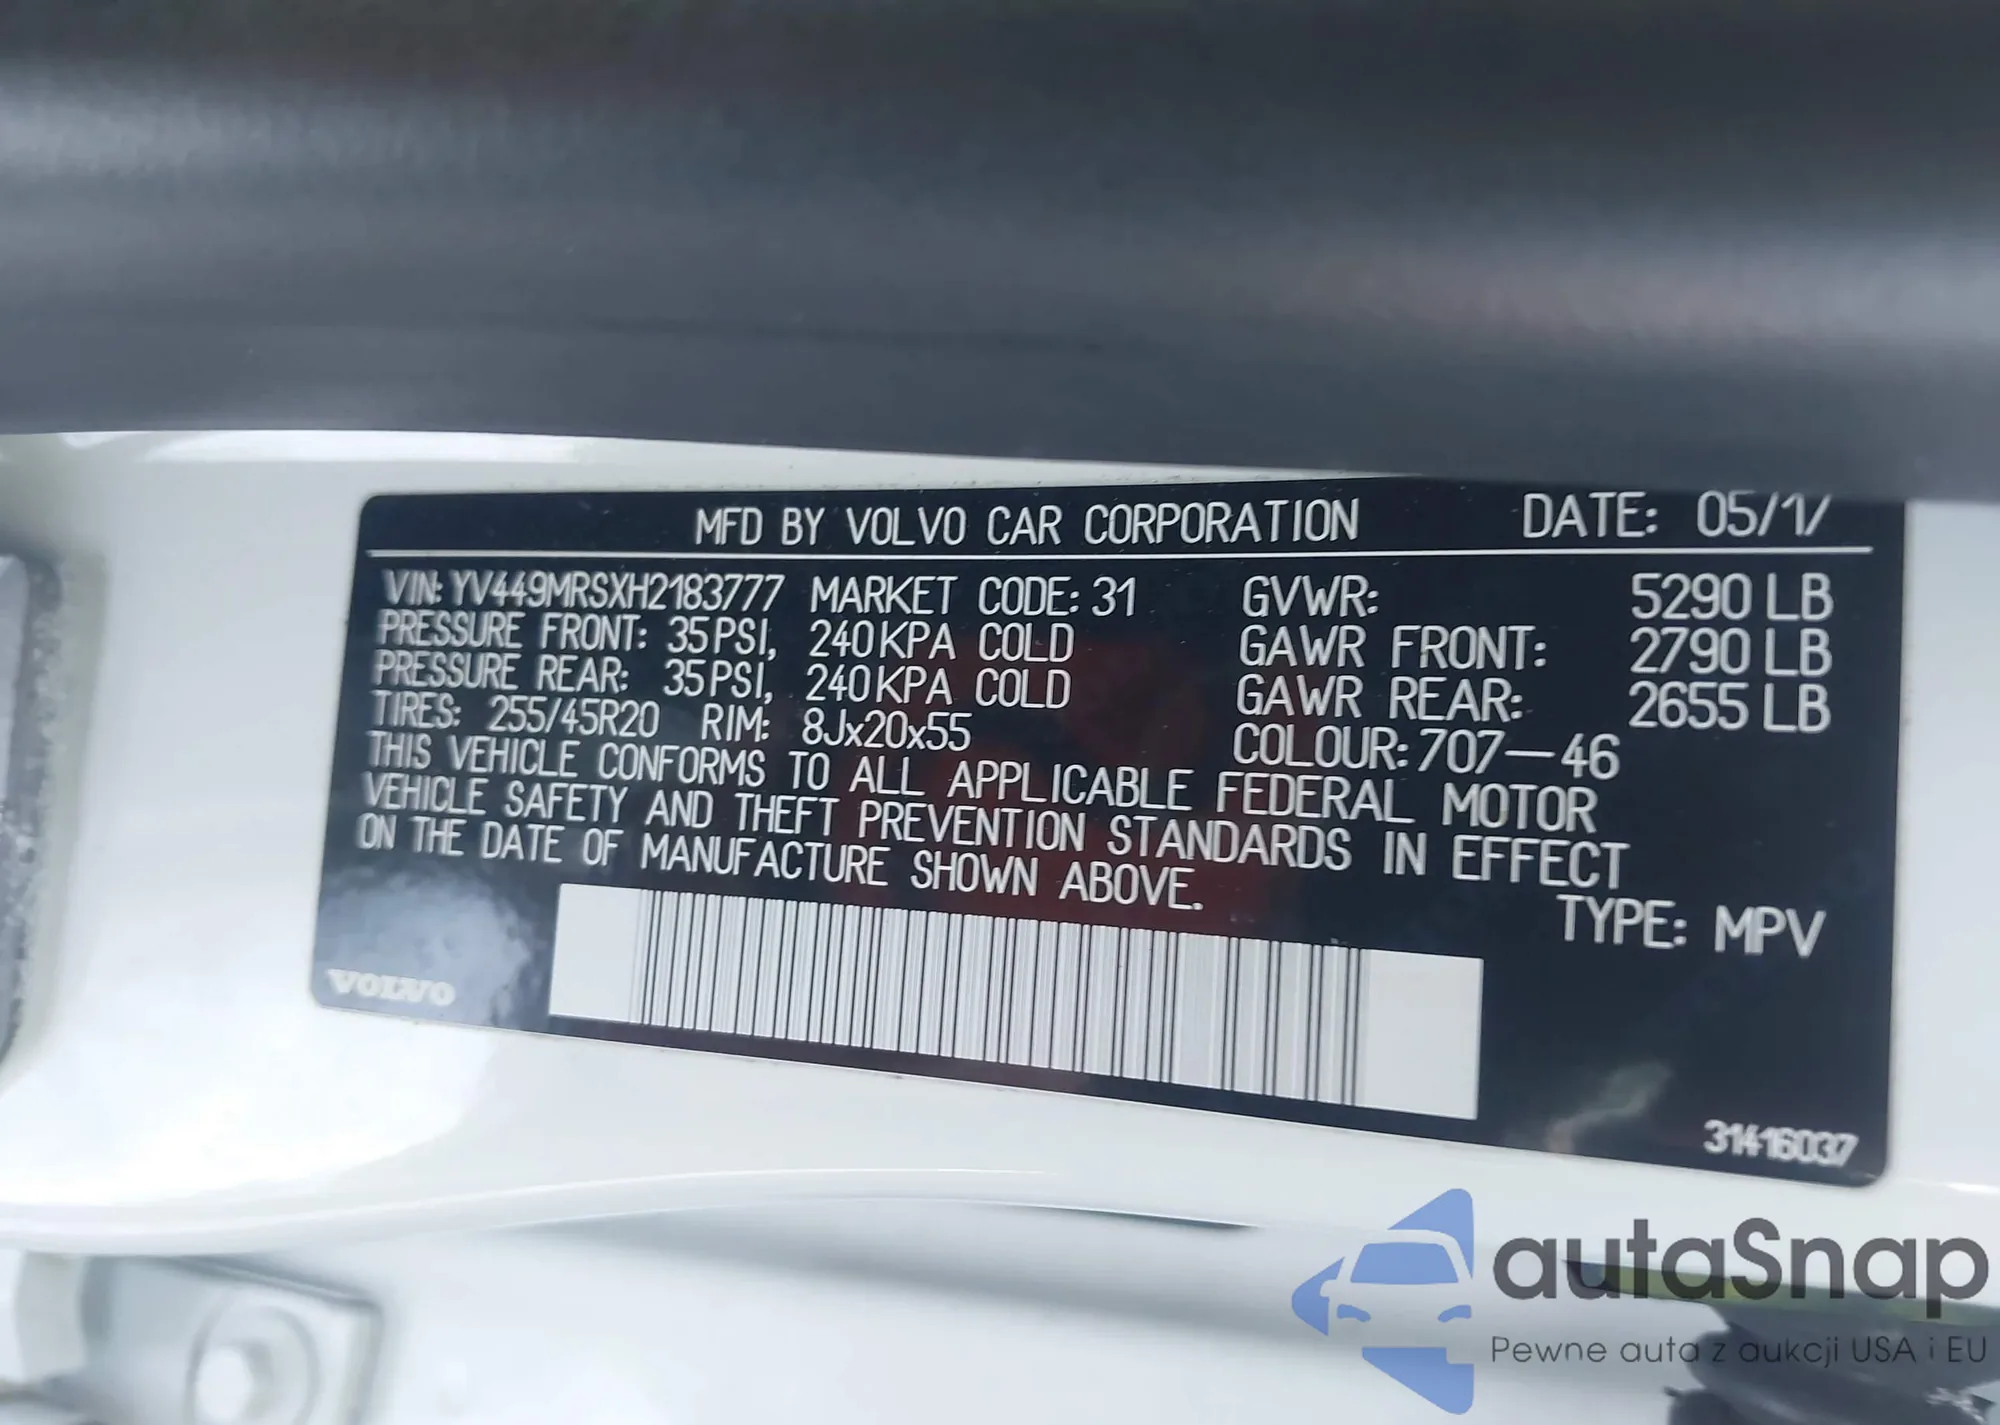 MFD BY VOLVO CAR CORPORATION DATE: 05/17
VIN: YV449MRSXH2183777 MARKET CODE: 31 GVWR: 5290 LB
PRESSURE FRONT: 35 PSI, 240 KPA COLD GAWR FRONT: 2790 LB
PRESSURE REAR: 35 PSI, 240 KPA COLD GAWR REAR: 2655 LB
TIRES: 255/45R20 RIM: 8Jx20x55 COLOUR: 707-46
THIS VEHICLE CONFORMS TO ALL APPLICABLE FEDERAL MOTOR
VEHICLE SAFETY AND THEFT PREVENTION STANDARDS IN EFFECT
ON THE DATE OF MANUFACTURE SHOWN ABOVE.
TYPE: MPV
VOLVO
31416037
autaSnap
Pewne auta z aukcji USA i EU